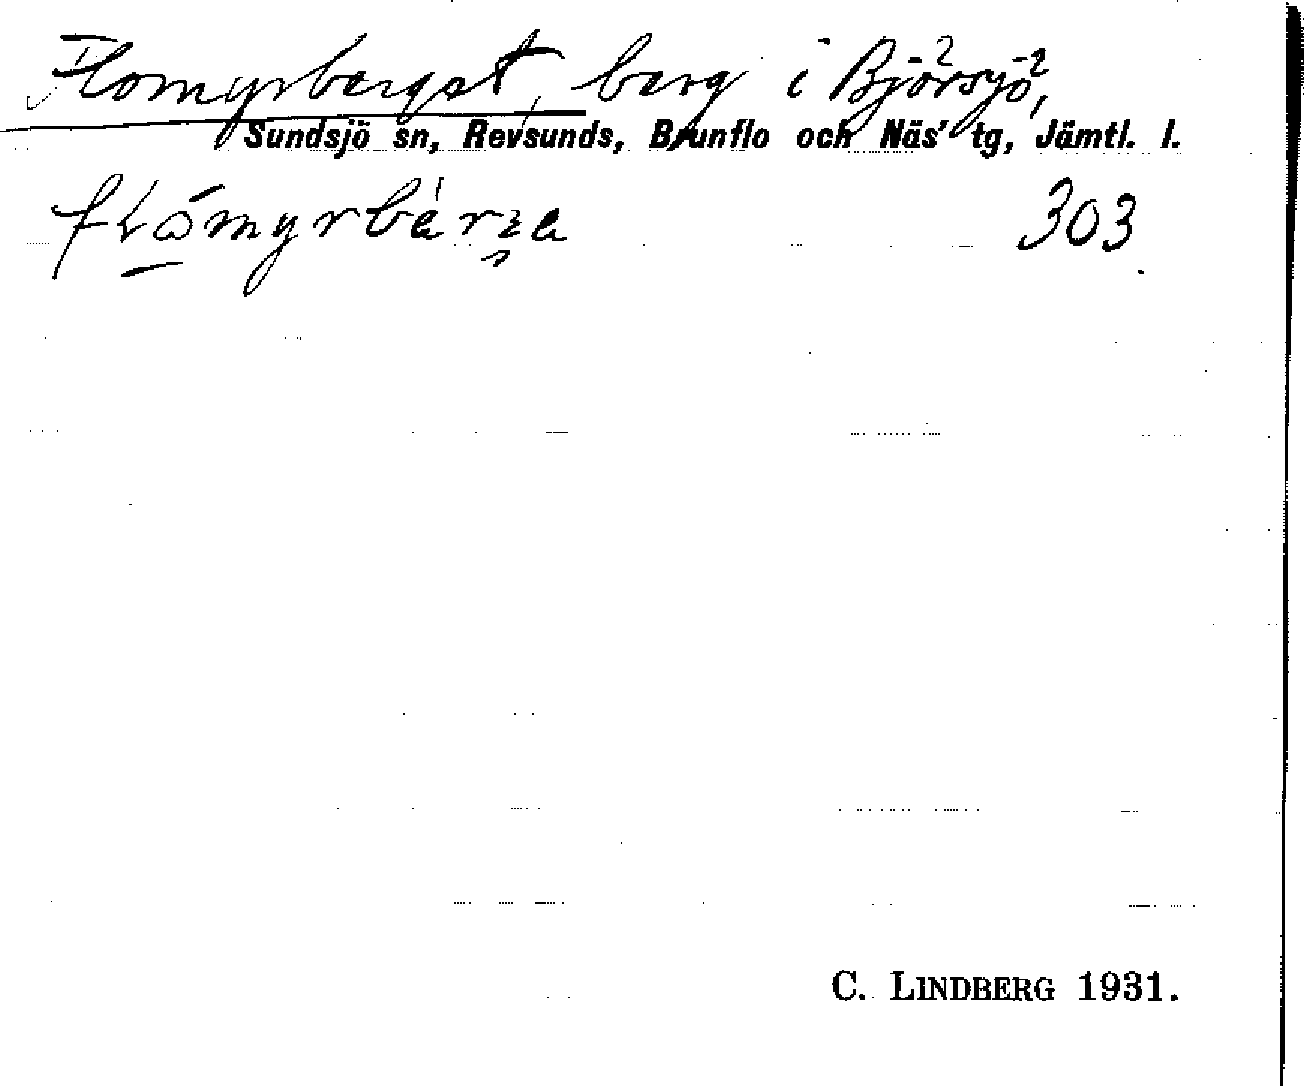 Flomyrberget, berg i Björsjö,
Sundsjö sn, Revsunds, Brunflo och Näs' tg, Jämtl. l.
303
C. LINDBERG 1931.